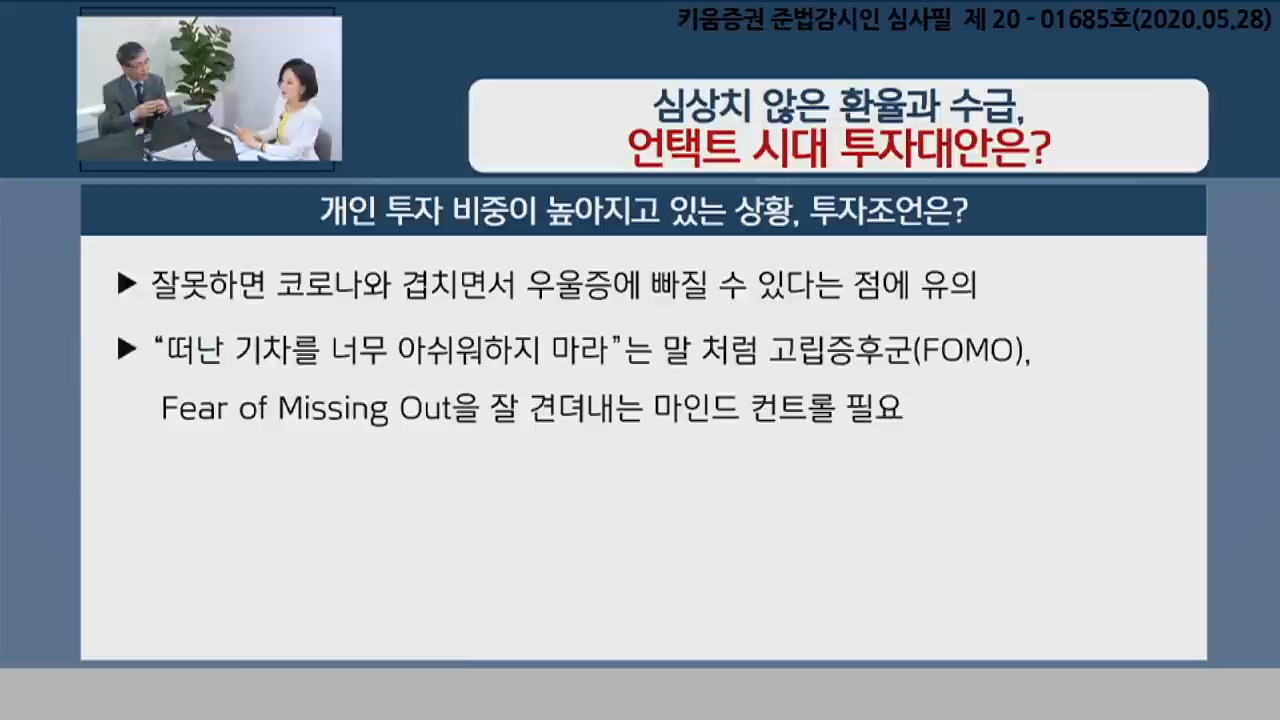 키움증권 준법감시인 심사필 제 20 - 01685호(2020.05.28)
심상치 않은 환율과 수급,
언택트 시대 투자대안은?
개인 투자 비중이 높아지고 있는 상황, 투자조언은?
▶ 잘못하면 코로나와 겹치면서 우울증에 빠질 수 있다는 점에 유의
▶ “떠난 기차를 너무 아쉬워하지 마라”는 말 처럼 고립증후군(FOMO),
Fear of Missing Out을 잘 견뎌내는 마인드 컨트롤 필요